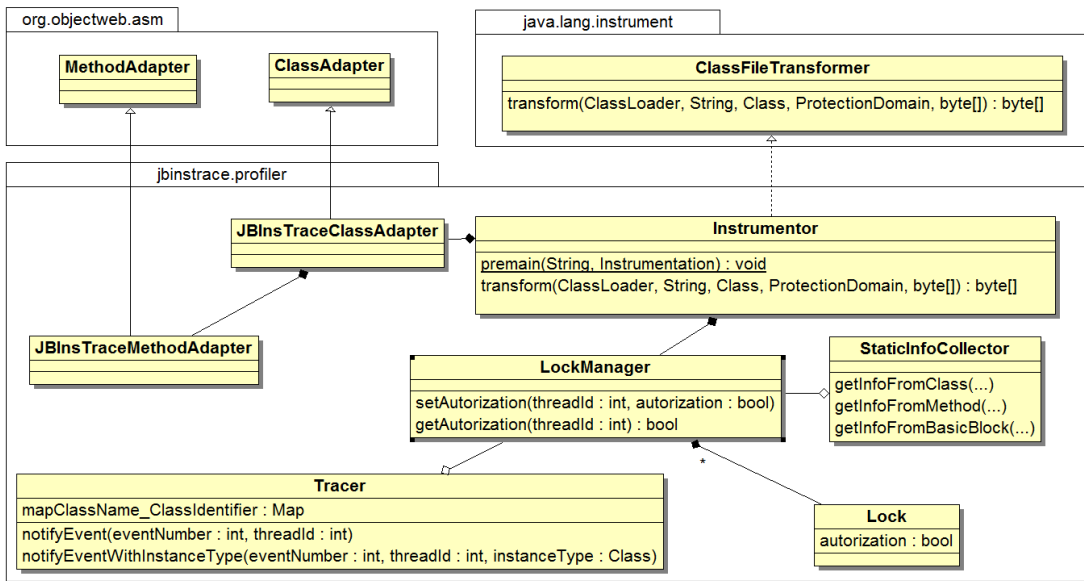 org.objectweb.asm
java.lang.instrument
MethodAdapter
ClassAdapter
ClassFileTransformer
transform(ClassLoader, String, Class, ProtectionDomain, byte[]) : byte[]
jbinstrace.profiler
JBInsTraceClassAdapter
Instrumentor
premain(String, Instrumentation) : void
transform(ClassLoader, String, Class, ProtectionDomain, byte[]) : byte[]
JBInsTraceMethodAdapter
LockManager
setAutorization(threadId : int, autorization : bool)
getAutorization(threadId : int) : bool
StaticInfoCollector
getInfoFromClass(...)
getInfoFromMethod(...)
getInfoFromBasicBlock(...)
*
Tracer
mapClassName_ClassIdentifier : Map
notifyEvent(eventNumber : int, threadId : int)
notifyEventWithInstanceType(eventNumber : int, threadId : int, instanceType : Class)
Lock
autorization : bool